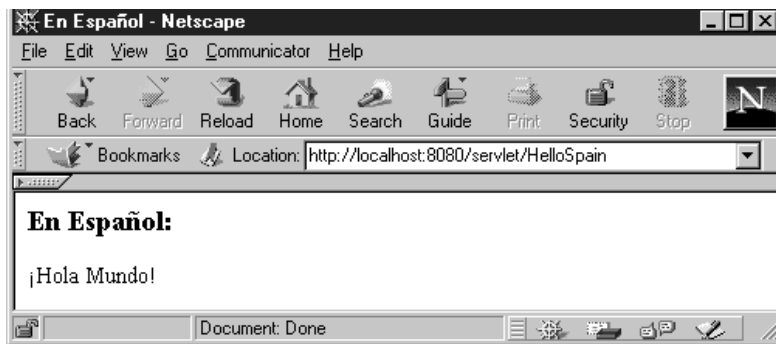 En Español - Netscape
File Edit View Go Communicator Help
Back Forward Reload Home Search Guide Print Security Stop
N
Bookmarks Location: http://localhost:8080/servlet/HelloSpain
En Español:
¡Hola Mundo!
Document: Done